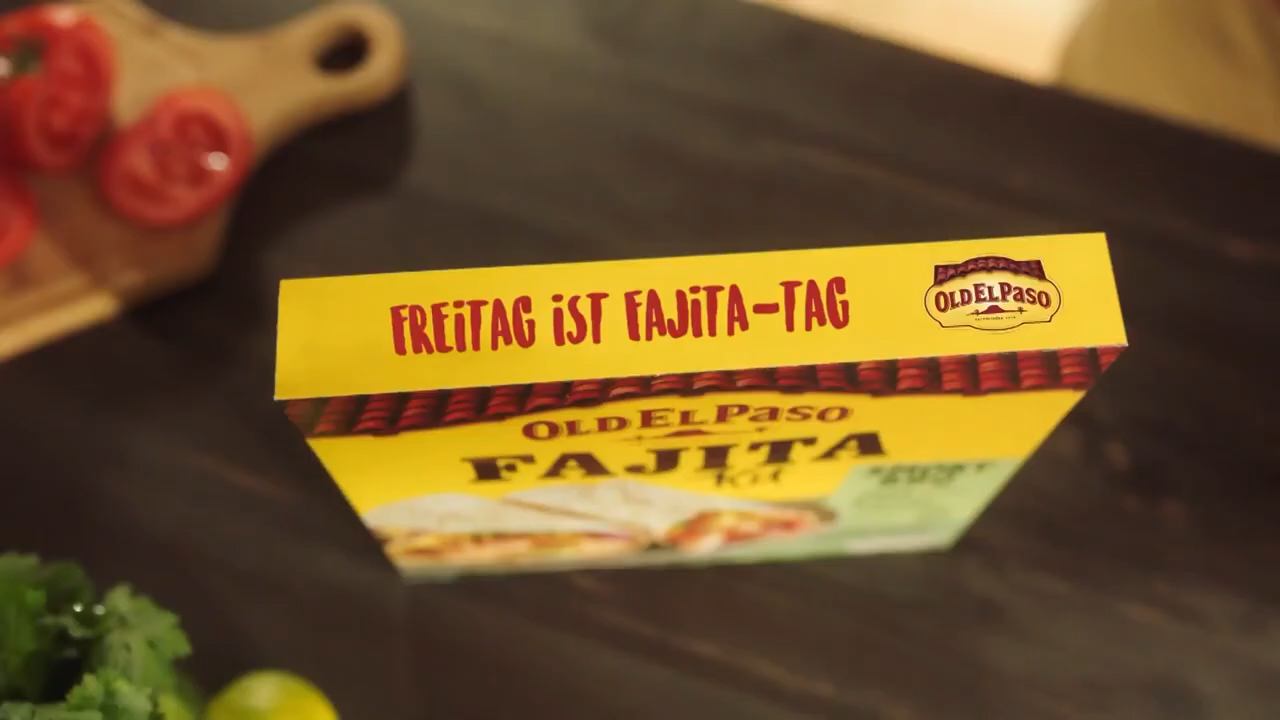 FREITAG IST FAJITA-TAG
OLD EL PASO
OLD EL PASO
FAJITA
KIT